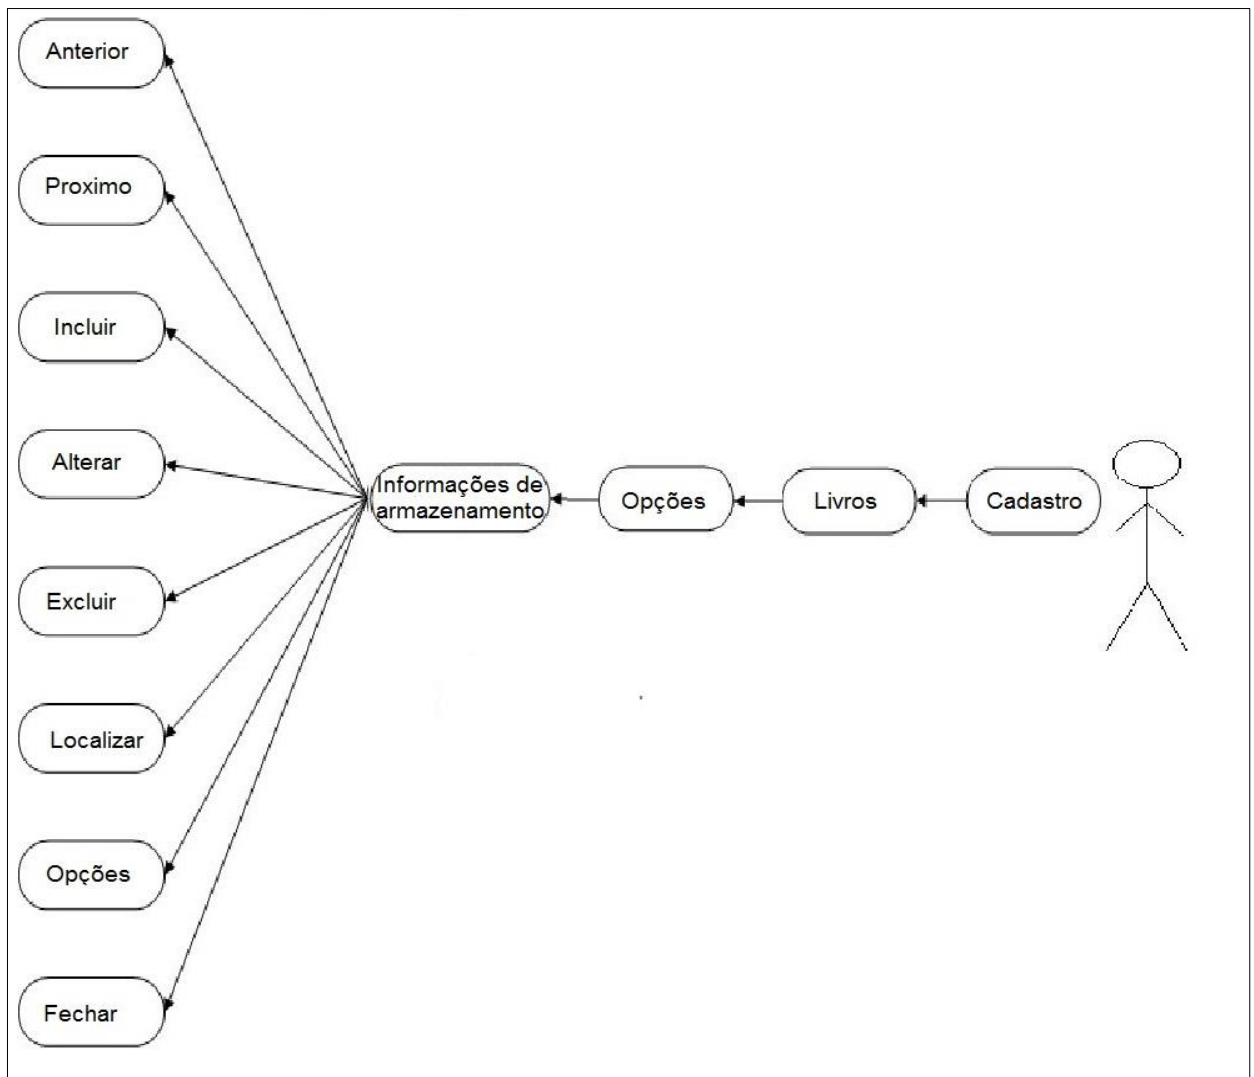 Anterior
Proximo
Incluir
Alterar
Informações de
armazenamento
Opções
Livros
Cadastro
Excluir
Localizar
Opções
Fechar